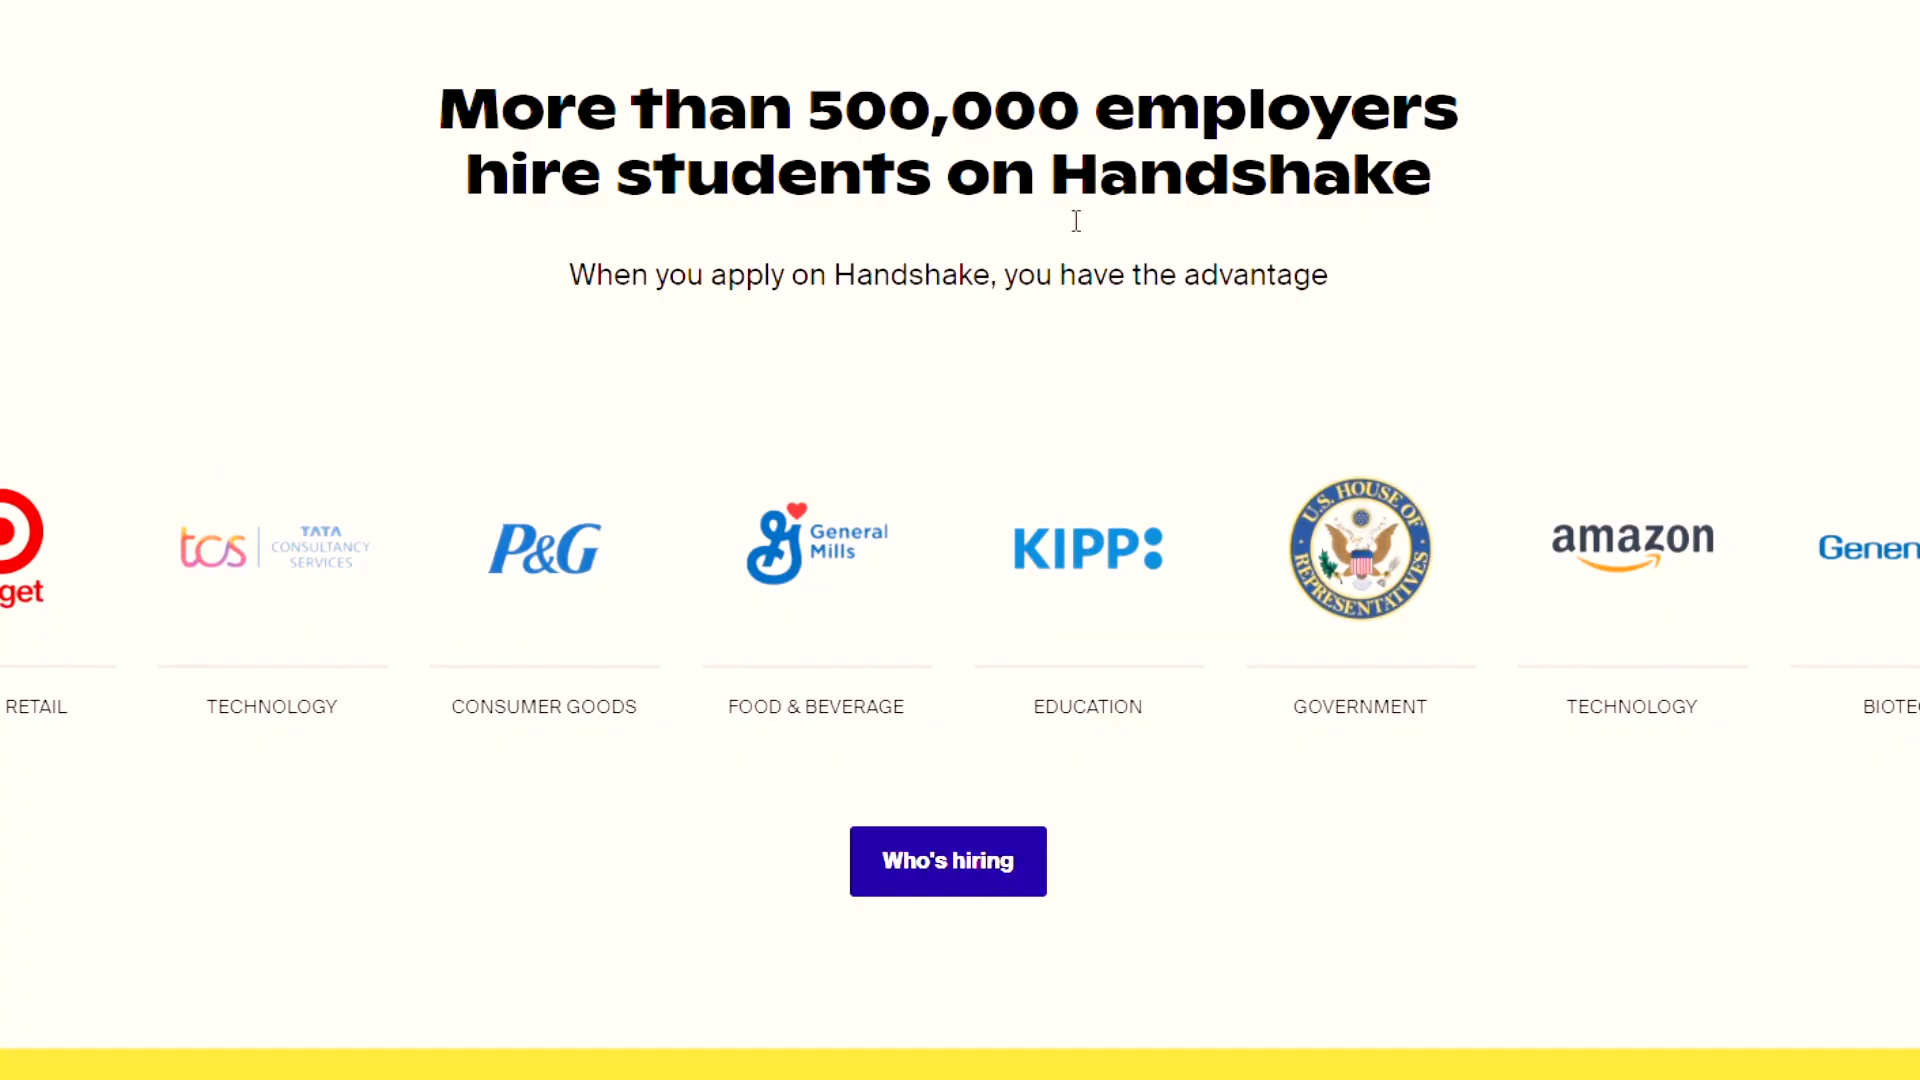 More than 500,000 employers
hire students on Handshake
When you apply on Handshake, you have the advantage
get
tcs
TATA
CONSULTANCY
SERVICES
P&G
General
Mills
KIPP:
U.S. HOUSE OF
REPRESENTATIVES
amazon
Genen
RETAIL
TECHNOLOGY
CONSUMER GOODS
FOOD & BEVERAGE
EDUCATION
GOVERNMENT
TECHNOLOGY
BIOTE
Who's hiring